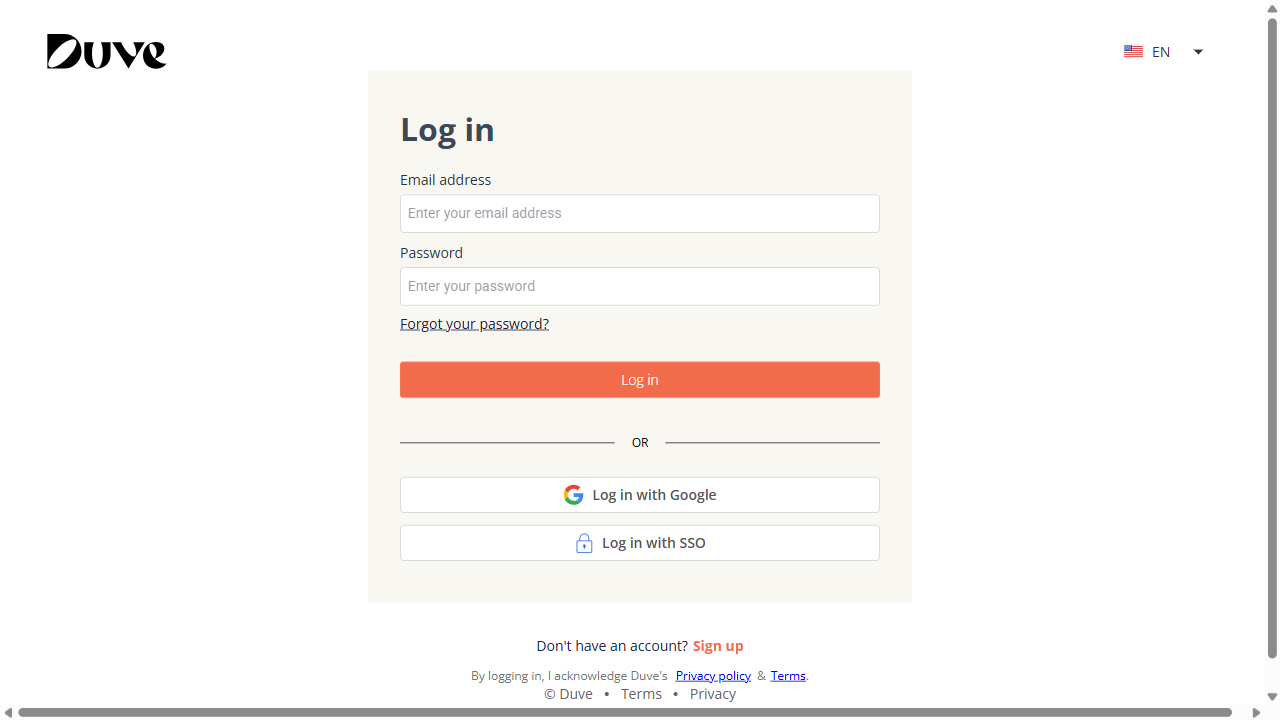 Duve
EN
Log in
Email address
Enter your email address
Password
Enter your password
Forgot your password?
Log in
OR
Log in with Google
Log in with SSO
Don't have an account? Sign up
By logging in, I acknowledge Duve's Privacy policy & Terms.
© Duve • Terms • Privacy